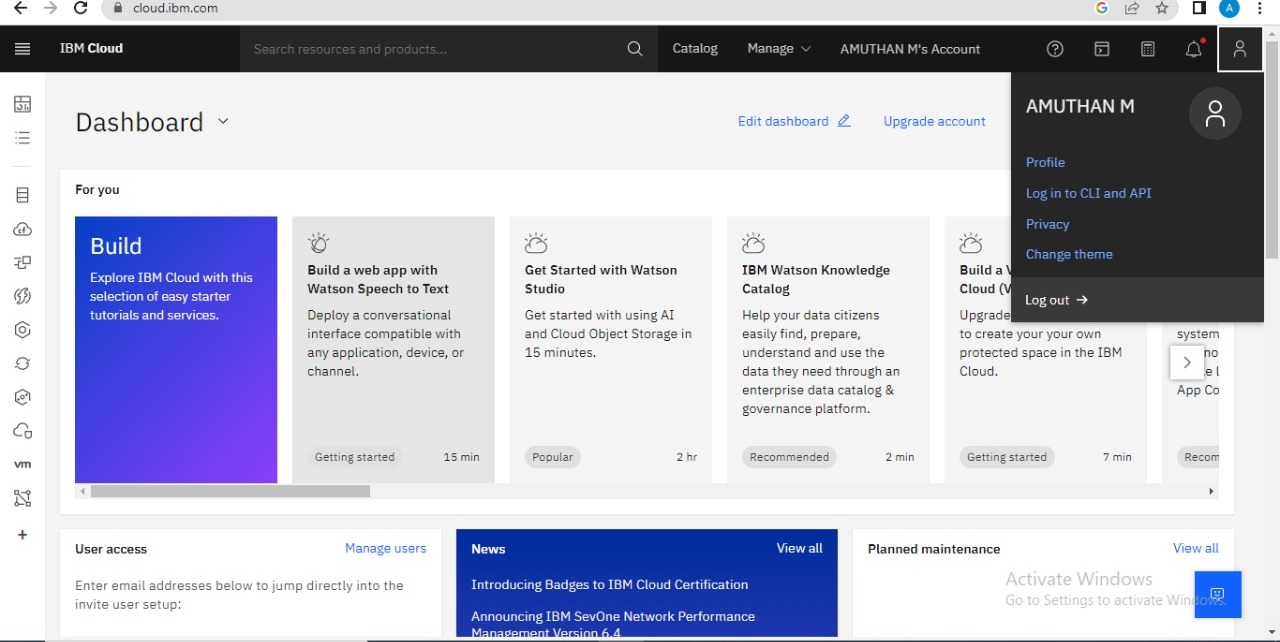 cloud.ibm.com
A
IBM Cloud
Search resources and products...
Catalog
Manage
AMUTHAN M's Account
AMUTHAN M
Profile
Log in to CLI and API
Privacy
Change theme
Log out →
Dashboard
Edit dashboard
Upgrade account
For you
Build
Explore IBM Cloud with this
selection of easy starter
tutorials and services.
Build a web app with
Watson Speech to Text
Deploy a conversational
interface compatible with
any application, device, or
channel.
Getting started
15 min
Get Started with Watson
Studio
Get started with using AI
and Cloud Object Storage in
15 minutes.
Popular
2 hr
IBM Watson Knowledge
Catalog
Help your data citizens
easily find, prepare,
understand and use the
data they need through an
enterprise data catalog &
governance platform.
Recommended
2 min
Build a
Cloud (V
Upgrade
to create your your own
protected space in the IBM
Cloud.
Getting started
7 min
system
App Co
Recom
vm
User access
Manage users
Enter email addresses below to jump directly into the
invite user setup:
News
View all
Introducing Badges to IBM Cloud Certification
Announcing IBM SevOne Network Performance
Management Version 6.4
Planned maintenance
View all
Activate Windows
Go to Settings to activate Windows.